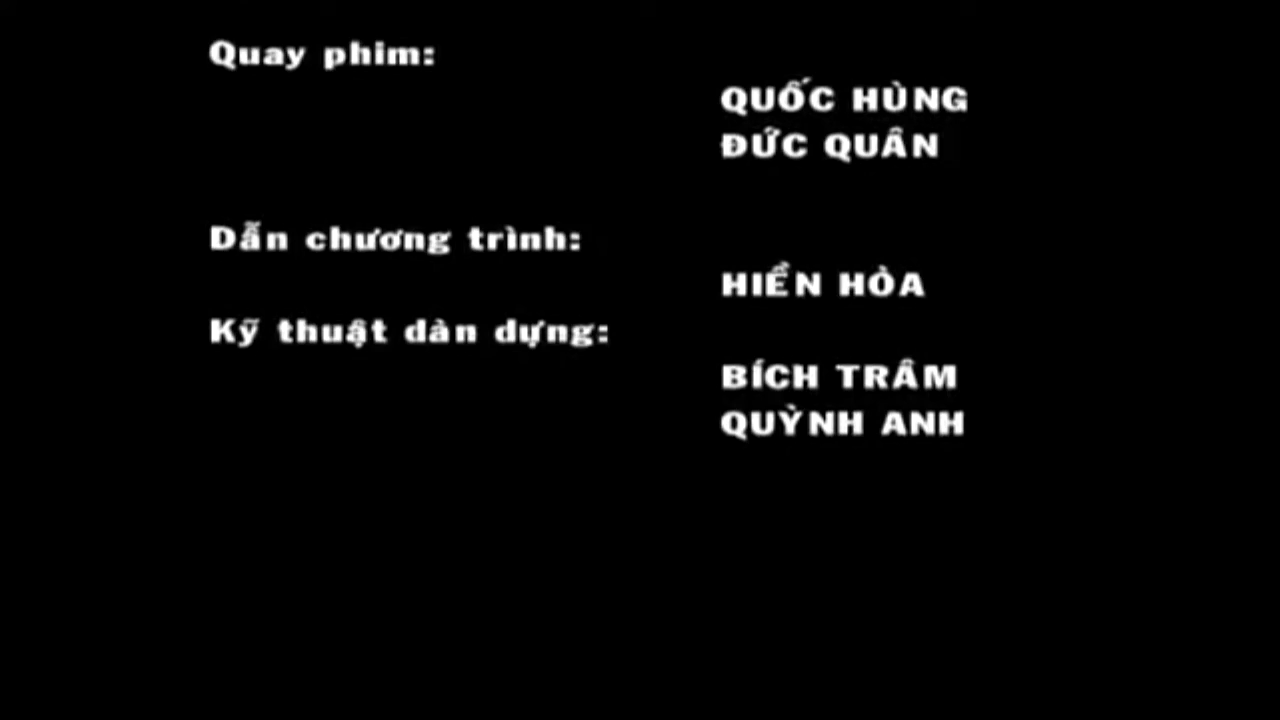 Quay phim:
QUỐC HÙNG
ĐỨC QUÂN
Dẫn chương trình:
HIỀN HÒA
Kỹ thuật dàn dựng:
BÍCH TRÂM
QUỲNH ANH